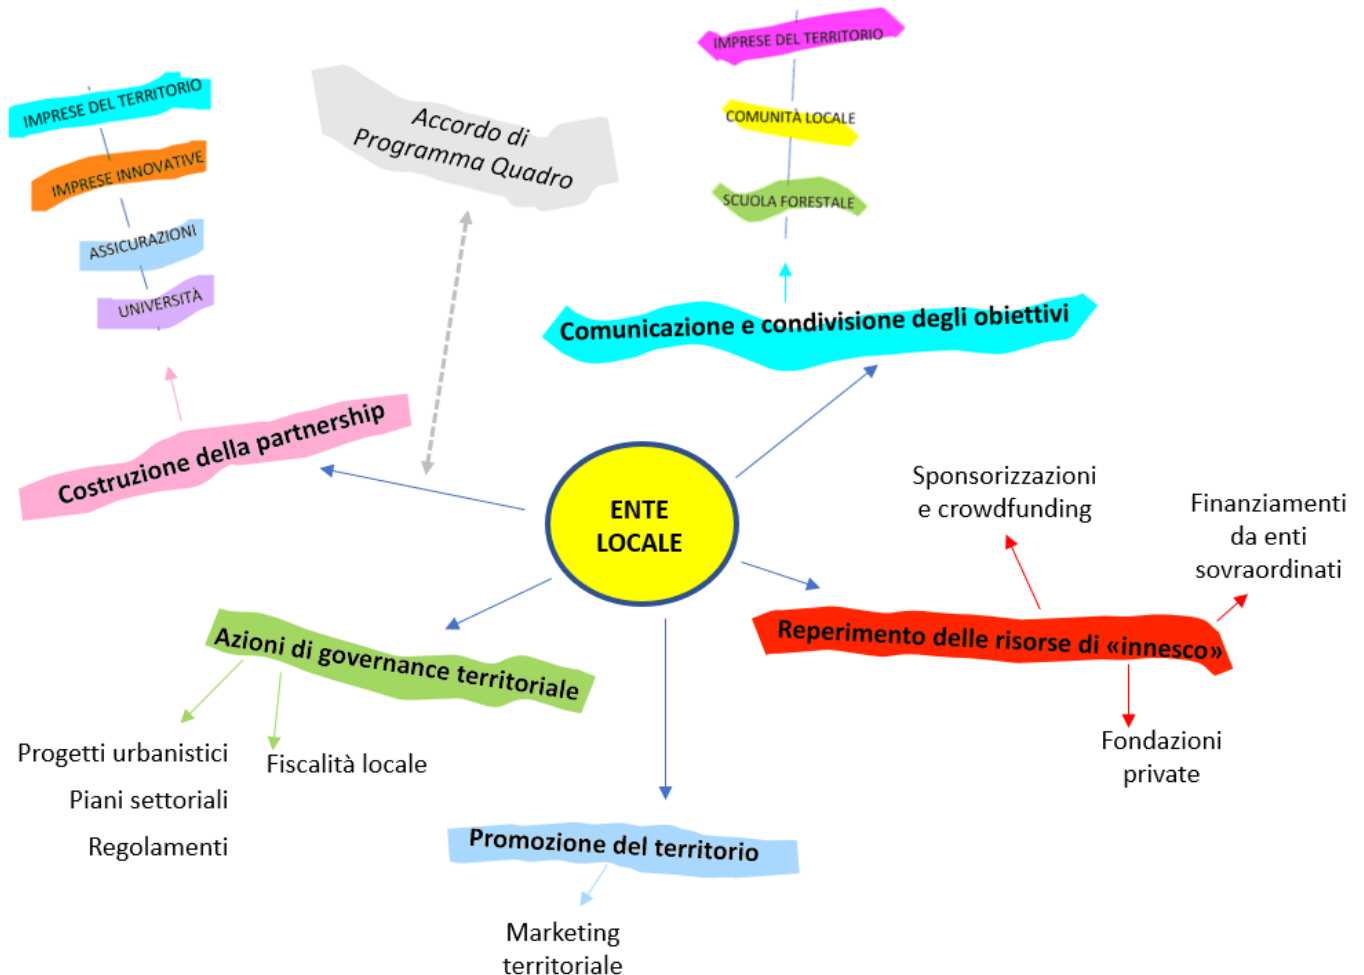 IMPRESE DEL TERRITORIO
IMPRESE INNOVATIVE
ASSICURAZIONI
UNIVERSITÀ
Costruzione della partnership
Accordo di
Programma Quadro
IMPRESE DEL TERRITORIO
COMUNITÀ LOCALE
SCUOLA FORESTALE
Comunicazione e condivisione degli obiettivi
ENTE
LOCALE
Sponsorizzazioni
e crowdfunding
Finanziamenti
da enti
sovraordinati
Reperimento delle risorse di «innesco»
Fondazioni
private
Azioni di governance territoriale
Progetti urbanistici
Piani settoriali
Regolamenti
Fiscalità locale
Promozione del territorio
Marketing
territoriale